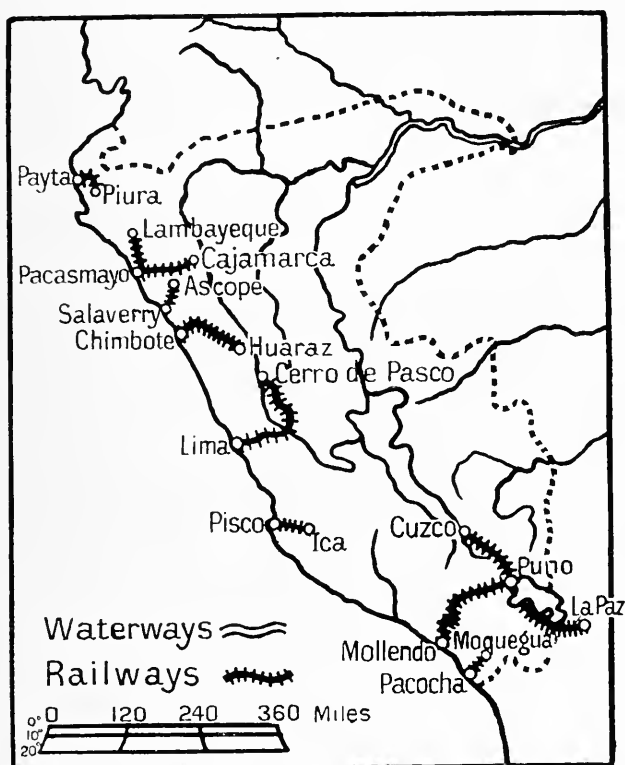 Payta
Piura
Lambayeque
Cajamarca
Pacasmayo
Ascope
Salaverry
Chimbote
Huaraz
Cerro de Pasco
Lima
Pisco
Ica
Cuzco
Puno
La Paz
Waterways
Mollendo
Moquegua
Railways
Pacocha
0 120 240 360 Miles
0°
10°
20°